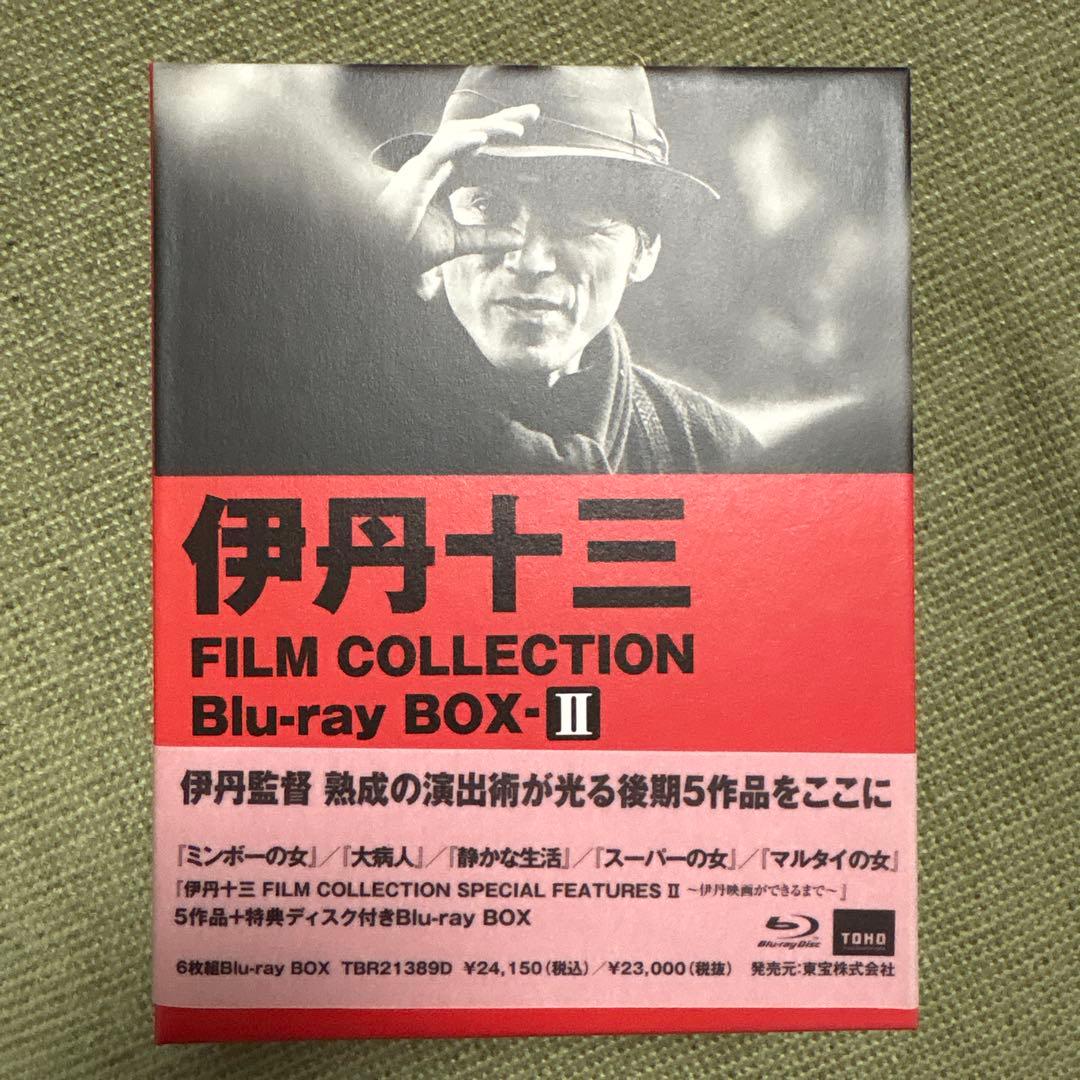 伊丹十三
FILM COLLECTION
Blu-ray BOX-II
伊丹監督 熟成の演出術が光る後期5作品をここに
『ミンボーの女』／『大病人』／『静かな生活』／『スーパーの女』／『マルタイの女』
『伊丹十三 FILM COLLECTION SPECIAL FEATURES II ～伊丹映画ができるまで～』
5作品＋特典ディスク付きBlu-ray BOX
Blu-ray Disc TOHO
6枚組Blu-ray BOX TBR21389D ¥24,150（税込）／¥23,000（税抜） 発売元：東宝株式会社